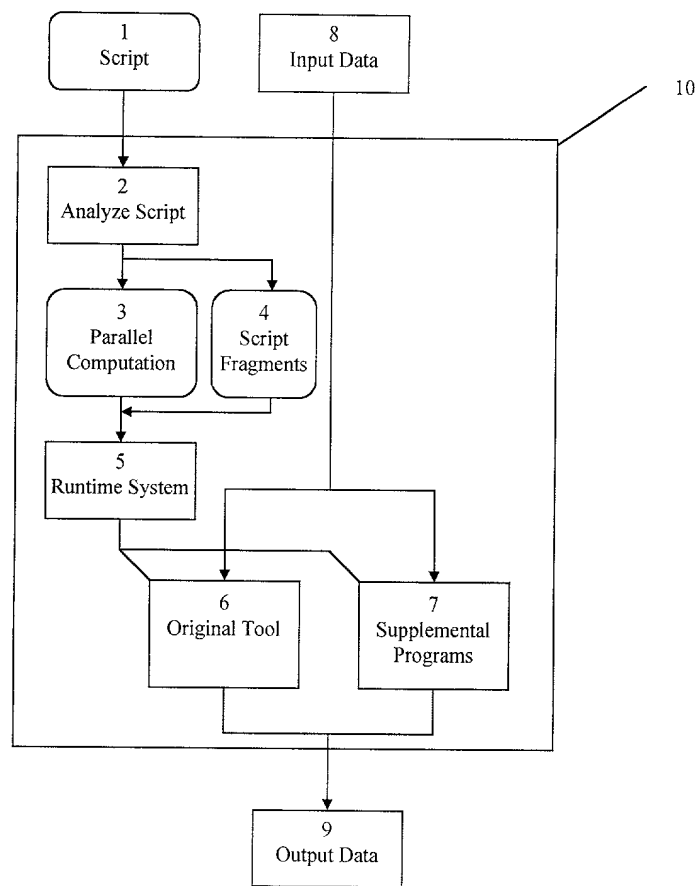 1
Script
8
Input Data
10
2
Analyze Script
3
Parallel
Computation
4
Script
Fragments
5
Runtime System
6
Original Tool
7
Supplemental
Programs
9
Output Data